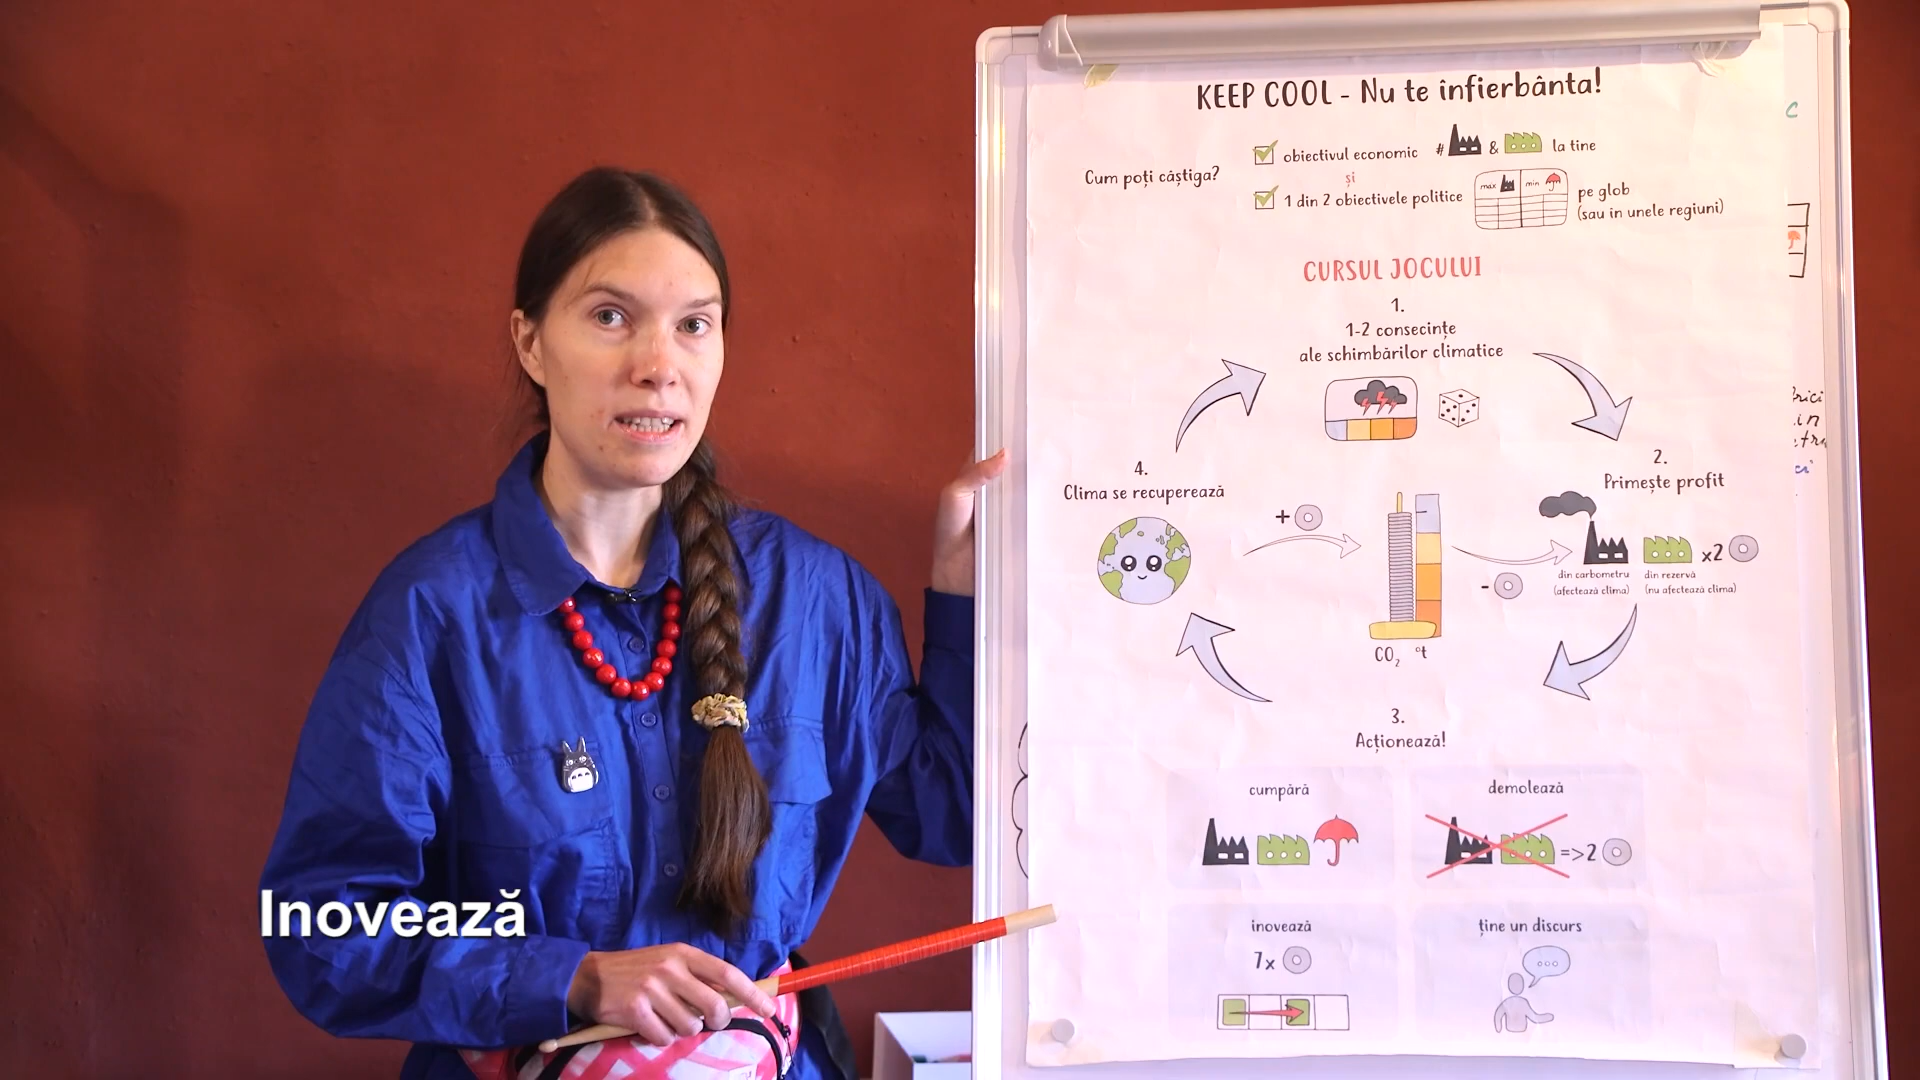 KEEP COOL - Nu te înfierbânta!
Cum poți câștiga?
obiectivul economic # & la tine
și
1 din 2 obiectivele politice
max min
pe glob
(sau in unele regiuni)
CURSUL JOCULUI
1.
1-2 consecințe
ale schimbărilor climatice
2.
Primește profit
x2
din carbometru
(afectează clima)
din rezervă
(nu afectează clima)
4.
Clima se recuperează
+
-
CO2 °t
3.
Acționează!
cumpără
demolează
=>2
inovează
7x
ține un discurs
Inovează